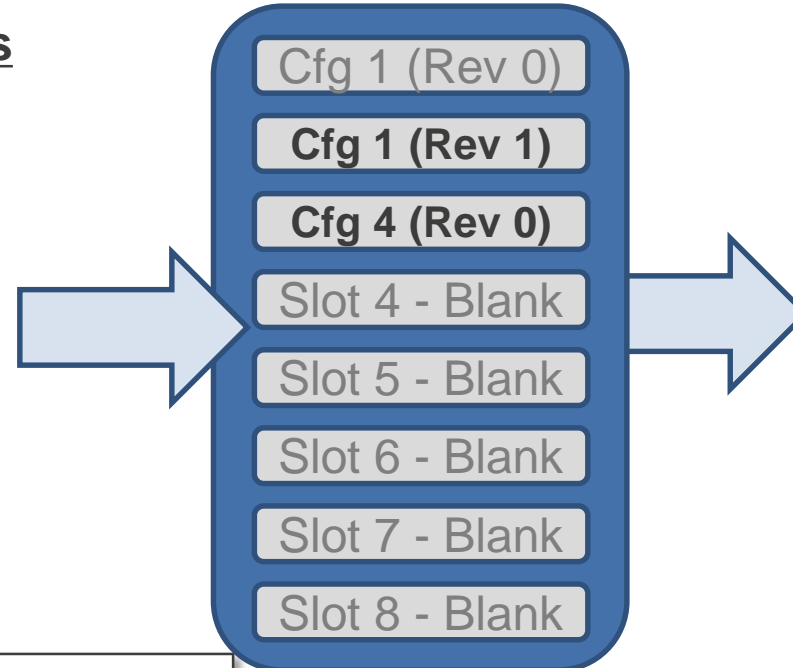 s
Cfg 1 (Rev 0)
Cfg 1 (Rev 1)
Cfg 4 (Rev 0)
Slot 4 - Blank
Slot 5 - Blank
Slot 6 - Blank
Slot 7 - Blank
Slot 8 - Blank